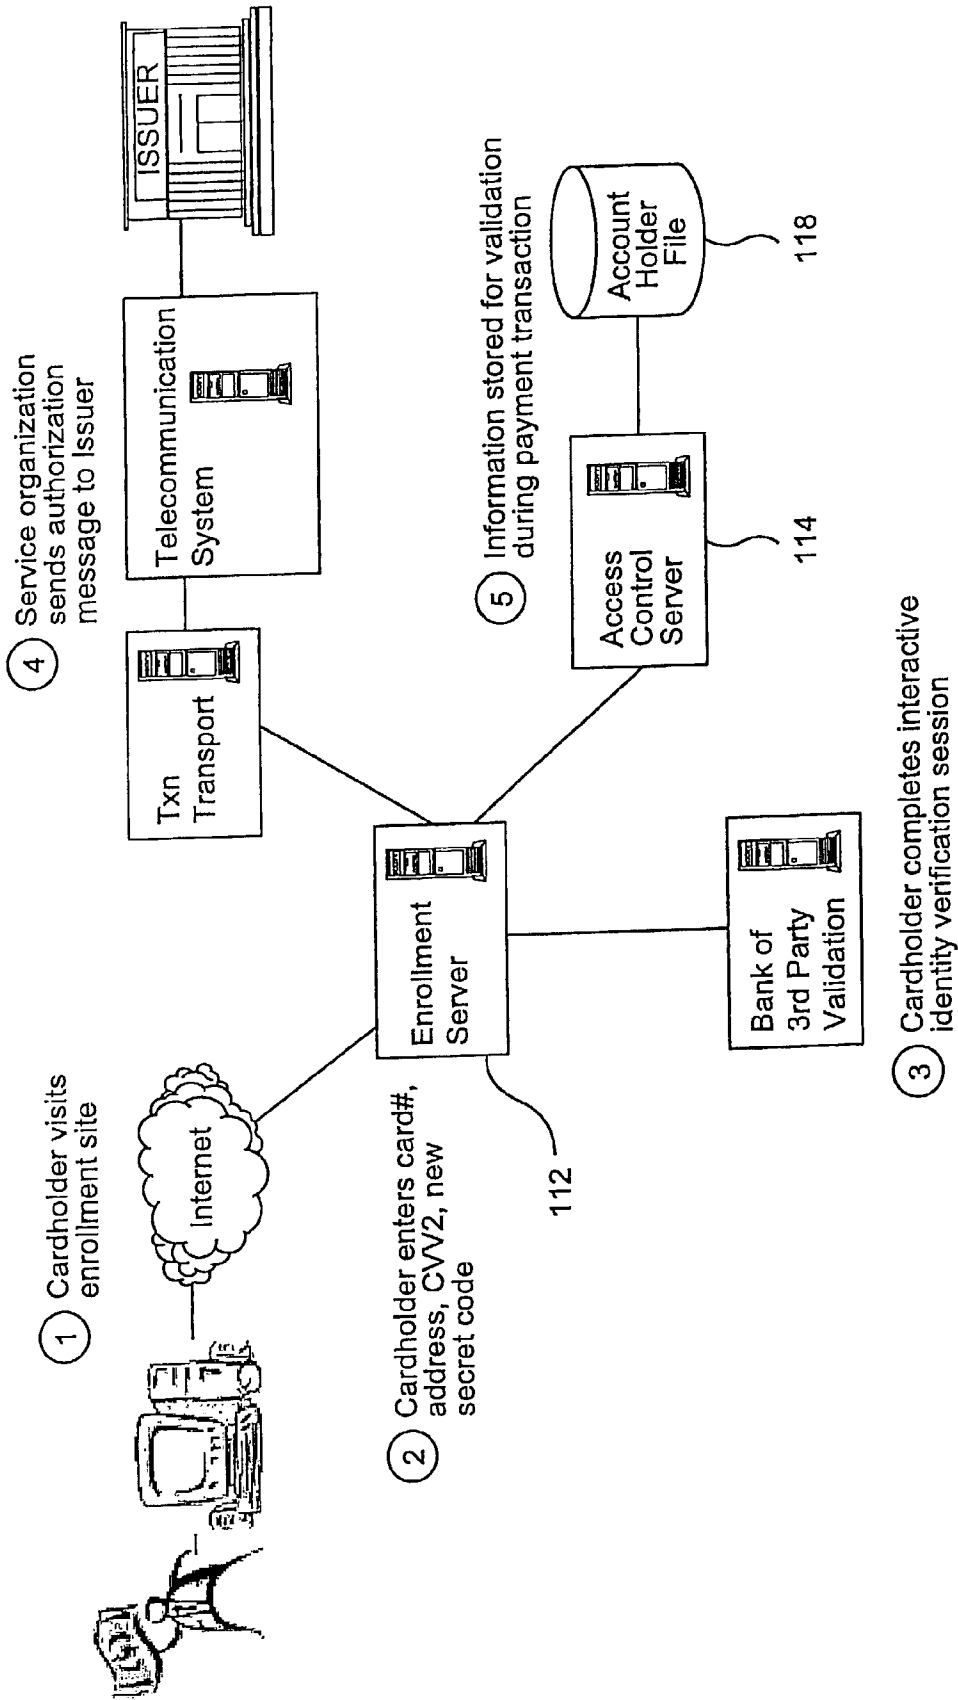 1
Cardholder visits
enrollment site
Internet
2
Cardholder enters card#,
address, CVV2, new
secret code
112
Enrollment
Server
3
Cardholder completes interactive
identity verification session
Bank of
3rd Party
Validation
4
Service organization
sends authorization
message to Issuer
Txn
Transport
Telecommunication
System
ISSUER
5
Information stored for validation
during payment transaction
Access
Control
Server
114
Account
Holder
File
118